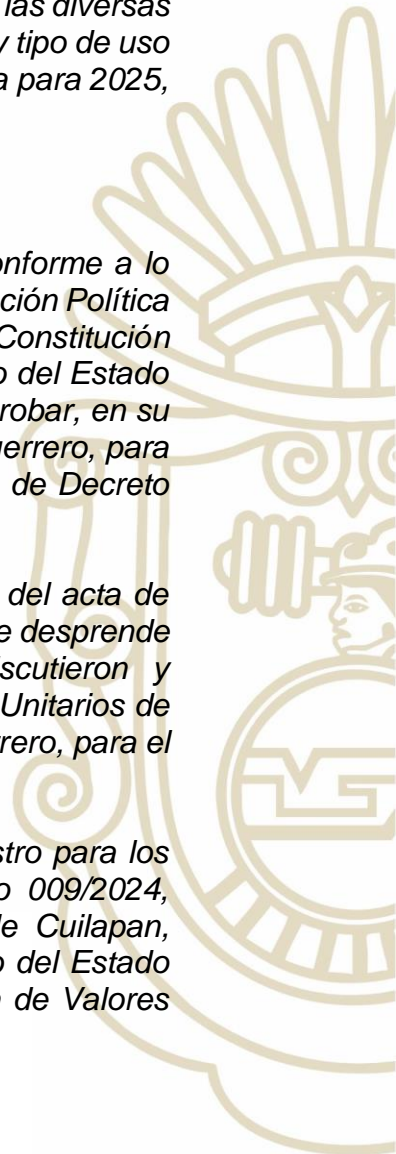 las diversas
y tipo de uso
a para 2025,
onforme a lo
ción Política
Constitución
o del Estado
robar, en su
uerrero, para
de Decreto
del acta de
e desprende
scutieron y
Unitarios de
rrero, para el
stro para los
o 009/2024,
de Cuilapan,
o del Estado
de Valores